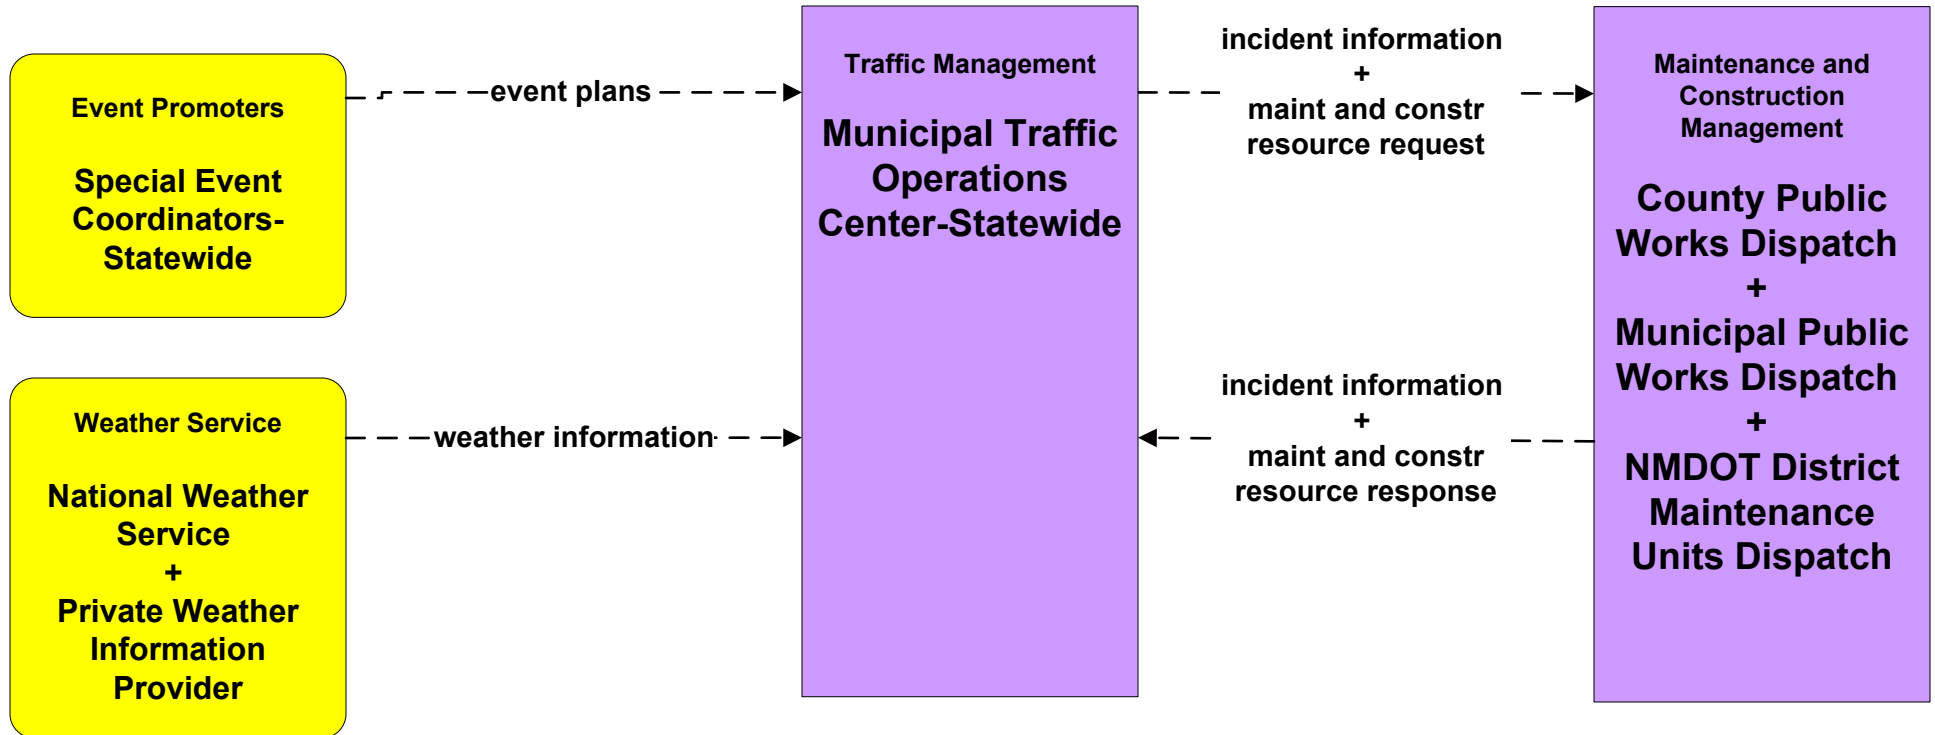 Event Promoters
Special Event
Coordinators-
Statewide
event plans
Weather Service
National Weather
Service
+
Private Weather
Information
Provider
weather information
Traffic Management
Municipal Traffic
Operations
Center-Statewide
incident information
+
maint and constr
resource request
incident information
+
maint and constr
resource response
Maintenance and
Construction
Management
County Public
Works Dispatch
+
Municipal Public
Works Dispatch
+
NMDOT District
Maintenance
Units Dispatch